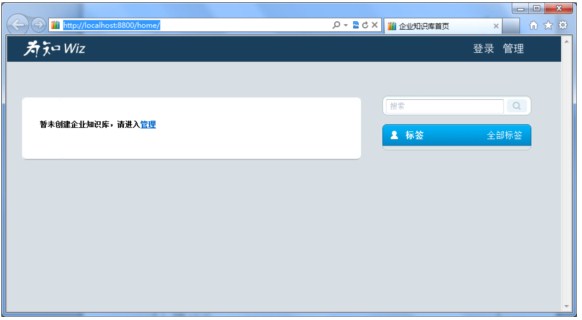 http://localhost:8800/home/
企业知识库首页
为知 Wiz
登录 管理
搜索
暂未创建企业知识库，请进入管理
标签 全部标签